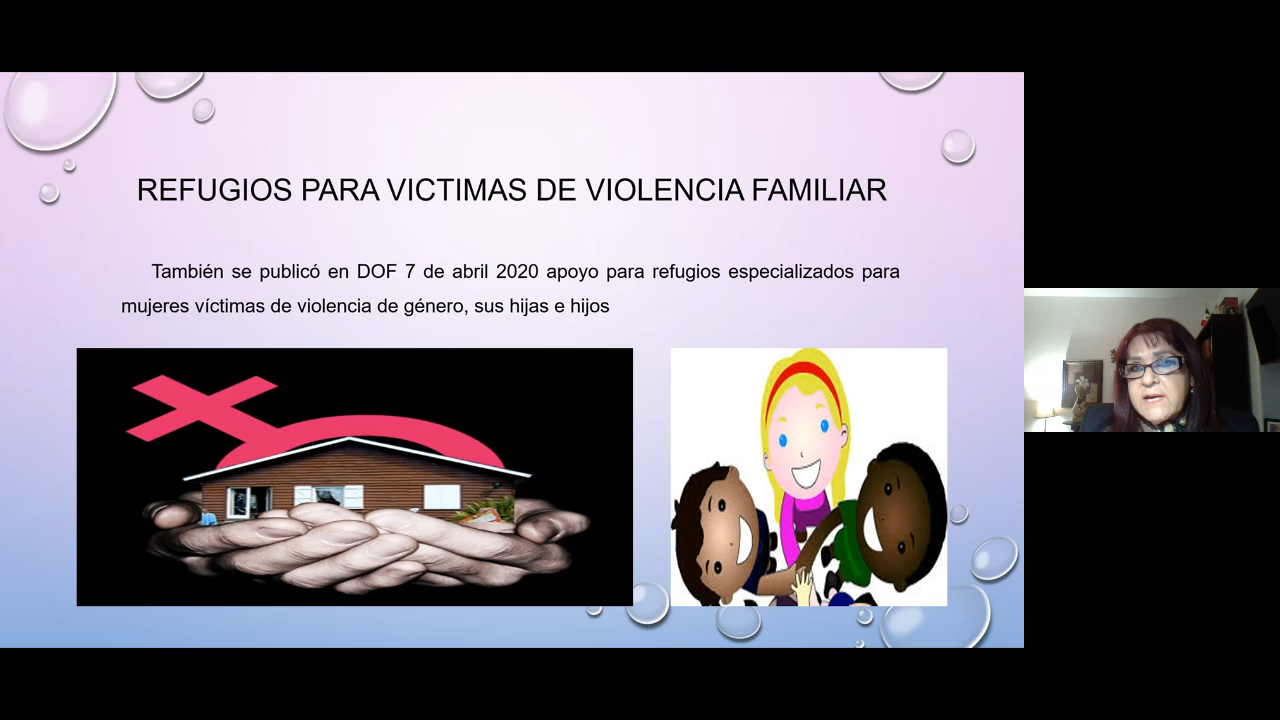 REFUGIOS PARA VICTIMAS DE VIOLENCIA FAMILIAR
También se publicó en DOF 7 de abril 2020 apoyo para refugios especializados para
mujeres víctimas de violencia de género, sus hijas e hijos